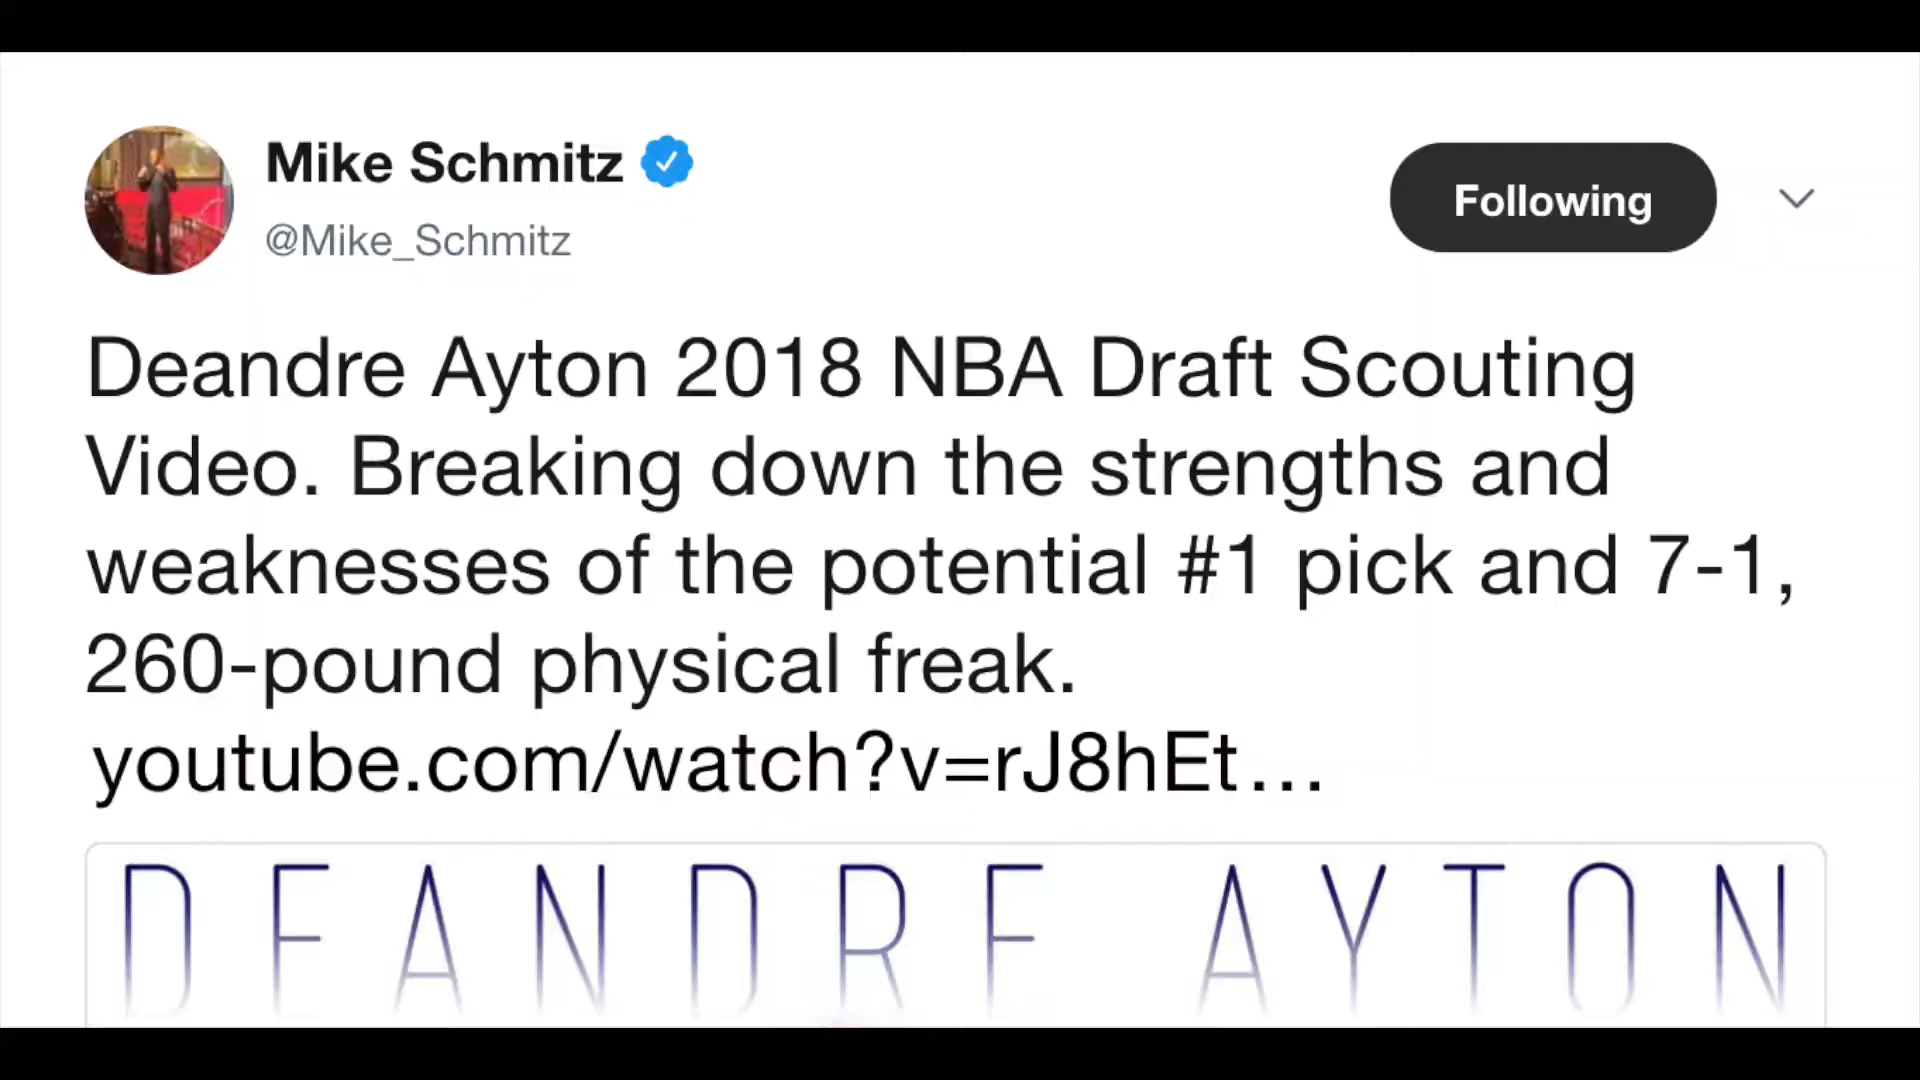 Mike Schmitz
@Mike_Schmitz
Following
Deandre Ayton 2018 NBA Draft Scouting
Video. Breaking down the strengths and
weaknesses of the potential #1 pick and 7-1,
260-pound physical freak.
youtube.com/watch?v=rJ8hEt…
DEANDRE AYTON